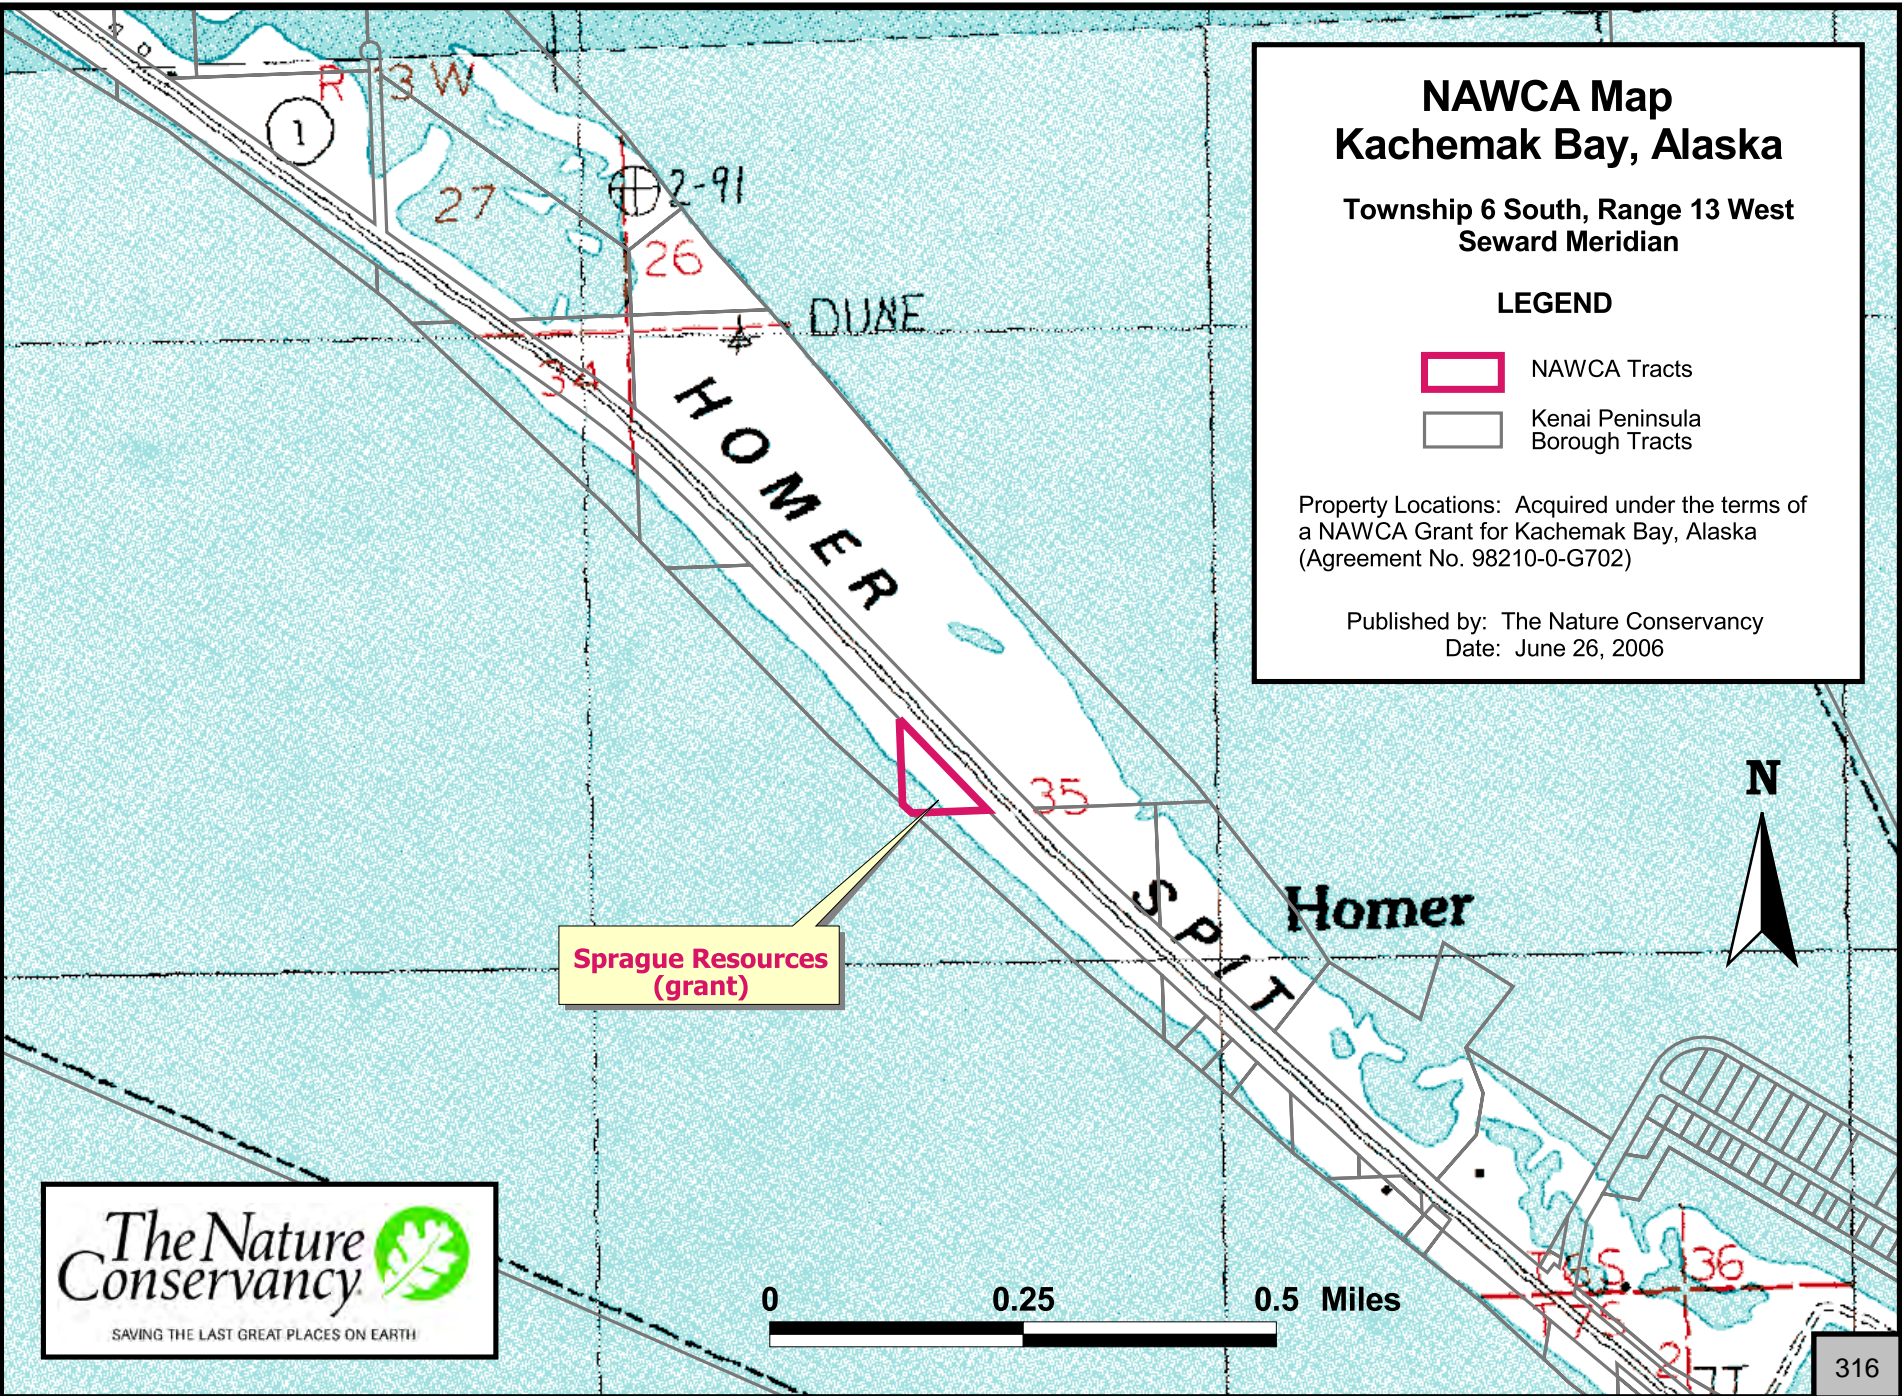 NAWCA Map
Kachemak Bay, Alaska
Township 6 South, Range 13 West
Seward Meridian
LEGEND
NAWCA Tracts
Kenai Peninsula
Borough Tracts
Property Locations: Acquired under the terms of
a NAWCA Grant for Kachemak Bay, Alaska
(Agreement No. 98210-0-G702)
Published by: The Nature Conservancy
Date: June 26, 2006
R 13 W
1
27
2-91
26
DUNE
34
HOMER
35
SPIT
Homer
N
Sprague Resources
(grant)
T6S
36
T7S
2
The Nature
Conservancy
SAVING THE LAST GREAT PLACES ON EARTH
0 0.25 0.5 Miles
316